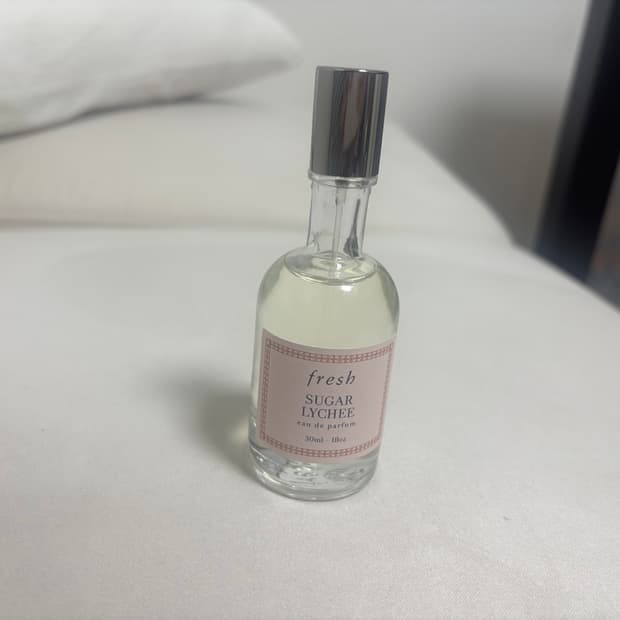 fresh
SUGAR
LYCHEE
eau de parfum
30ml - 1floz